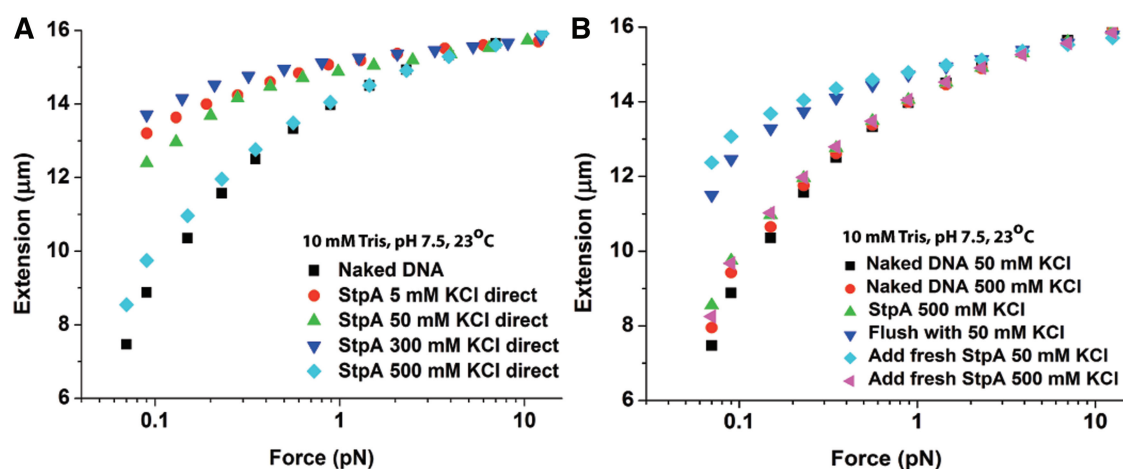 A
16
14
12
10
8
6
Extension (µm)
0.1
1
10
Force (pN)
10 mM Tris, pH 7.5, 23°C
Naked DNA
StpA 5 mM KCl direct
StpA 50 mM KCl direct
StpA 300 mM KCl direct
StpA 500 mM KCl direct
B
16
14
12
10
8
6
Extension (µm)
0.1
1
10
Force (pN)
10 mM Tris, pH 7.5, 23°C
Naked DNA 50 mM KCl
Naked DNA 500 mM KCl
StpA 500 mM KCl
Flush with 50 mM KCl
Add fresh StpA 50 mM KCl
Add fresh StpA 500 mM KCl